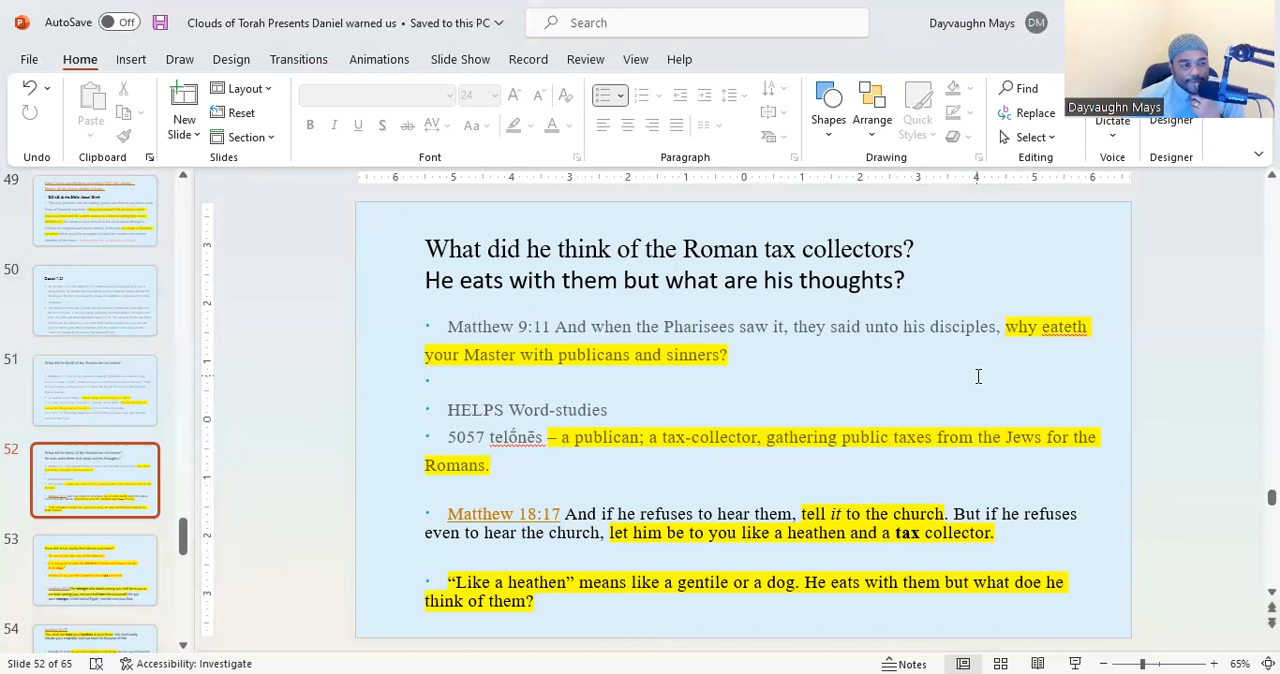 AutoSave Off Clouds of Torah Presents Daniel warned us • Saved to this PC Search Dayvaughn Mays DM
File Home Insert Draw Design Slide Show Transitions Animations Record Review View Help
Paste New Slide Layout Reset Section 24 Shapes Arrange Quick Styles Find Replace Select Dictate Designer
Dayvaughn Mays
Undo Clipboard Slides Font Paragraph Drawing Editing Voice Designer
What did he think of the Roman tax collectors?
He eats with them but what are his thoughts?
Matthew 9:11 And when the Pharisees saw it, they said unto his disciples, why eateth
your Master with publicans and sinners?
HELPS Word-studies
5057 telṓnēs – a publican; a tax-collector, gathering public taxes from the Jews for the
Romans.
Matthew 18:17 And if he refuses to hear them, tell it to the church. But if he refuses
even to hear the church, let him be to you like a heathen and a tax collector.
“Like a heathen” means like a gentile or a dog. He eats with them but what doe he
think of them?
49
50
51
52
53
54
Slide 52 of 65 Accessibility: Investigate Notes 65%